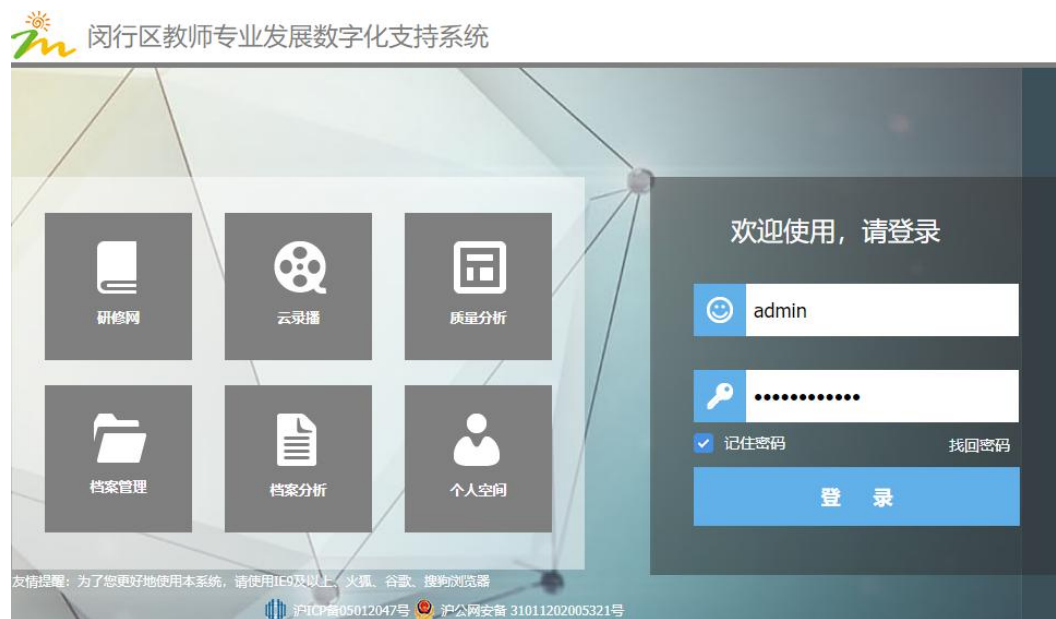 闵行区教师专业发展数字化支持系统
研修网
云录播
质量分析
档案管理
档案分析
个人空间
欢迎使用，请登录
admin
••••••••••••
记住密码
找回密码
登 录
友情提醒：为了您更好地使用本系统，请使用IE9及以上、火狐、谷歌、搜狗浏览器
沪ICP备05012047号 沪公网安备 31011202005321号